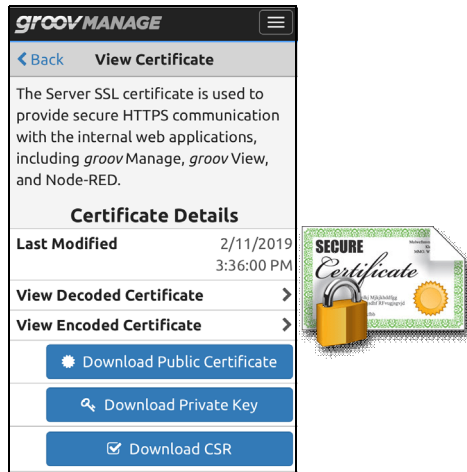 groov MANAGE
Back View Certificate
The Server SSL certificate is used to
provide secure HTTPS communication
with the internal web applications,
including groov Manage, groov View,
and Node-RED.
Certificate Details
Last Modified 2/11/2019
3:36:00 PM
View Decoded Certificate
View Encoded Certificate
Download Public Certificate
Download Private Key
Download CSR
SECURE
Certificate